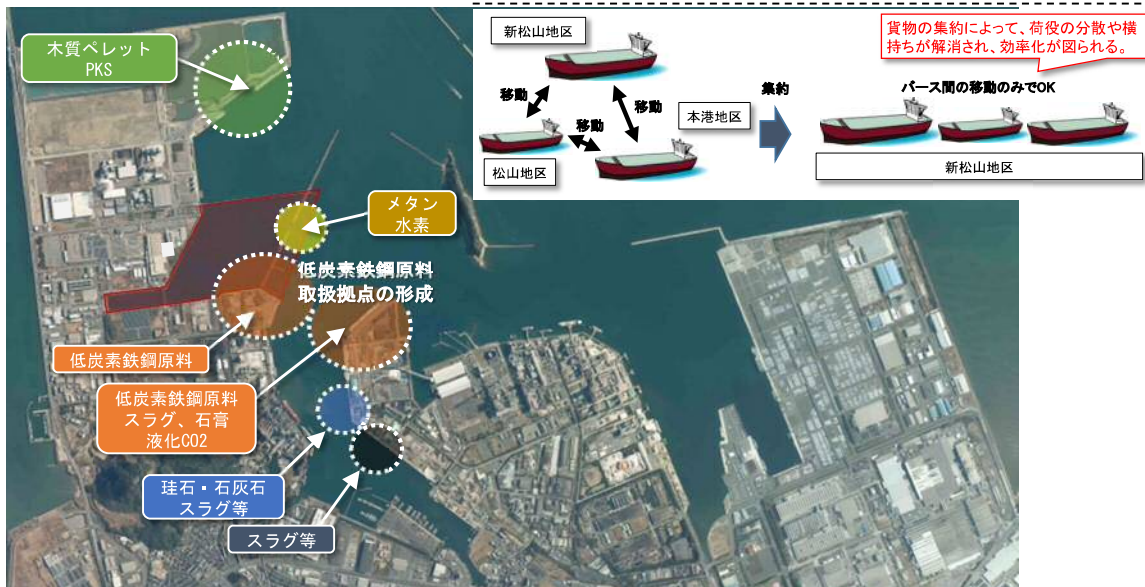 木質ペレット
PKS
メタン
水素
低炭素鉄鋼原料
取扱拠点の形成
低炭素鉄鋼原料
低炭素鉄鋼原料
スラグ、石膏
液化CO2
珪石・石灰石
スラグ等
スラグ等
新松山地区
移動
移動
本港地区
移動
松山地区
集約
貨物の集約によって、荷役の分散や横
持ちが解消され、効率化が図られる。
バース間の移動のみでOK
新松山地区